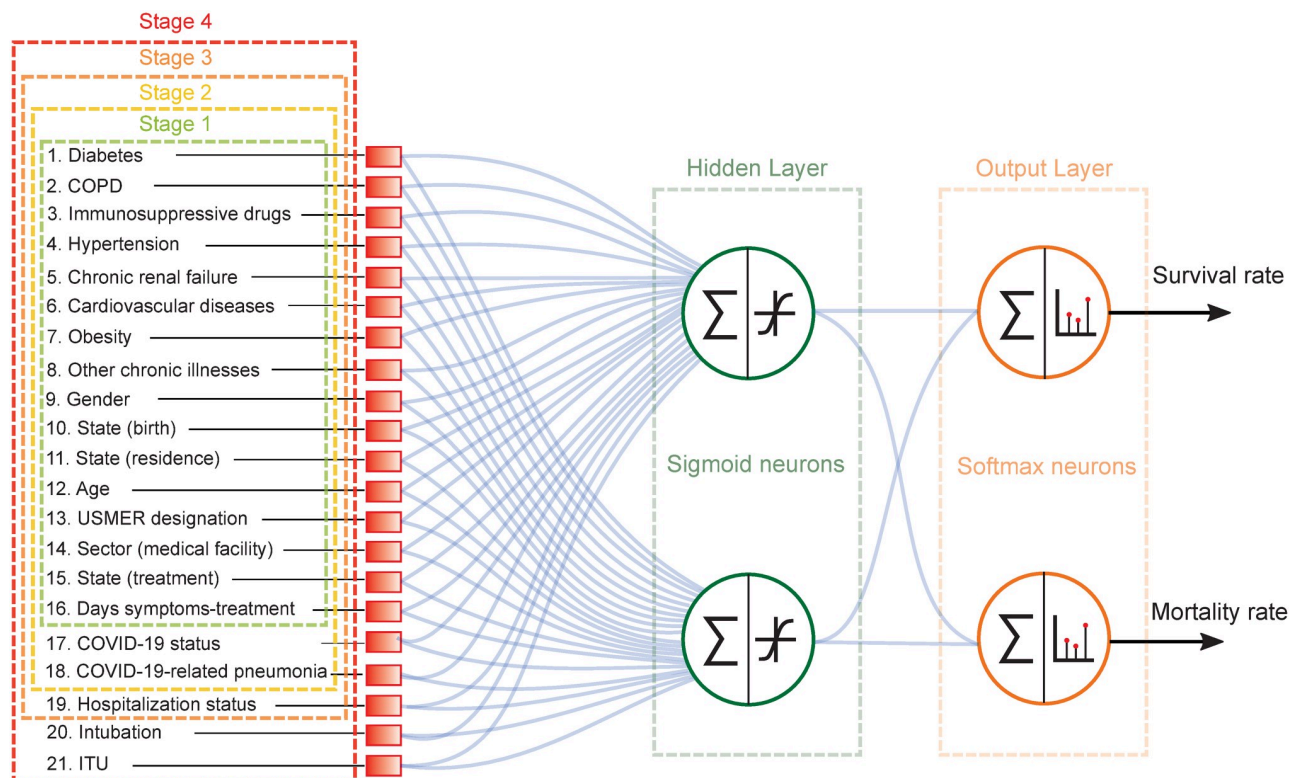 Stage 4
Stage 3
Stage 2
Stage 1
1. Diabetes
2. COPD
3. Immunosuppressive drugs
4. Hypertension
5. Chronic renal failure
6. Cardiovascular diseases
7. Obesity
8. Other chronic illnesses
9. Gender
10. State (birth)
11. State (residence)
12. Age
13. USMER designation
14. Sector (medical facility)
15. State (treatment)
16. Days symptoms-treatment
17. COVID-19 status
18. COVID-19-related pneumonia
19. Hospitalization status
20. Intubation
21. ITU
Hidden Layer
∑
Sigmoid neurons
∑
Output Layer
∑
Softmax neurons
∑
Survival rate
Mortality rate